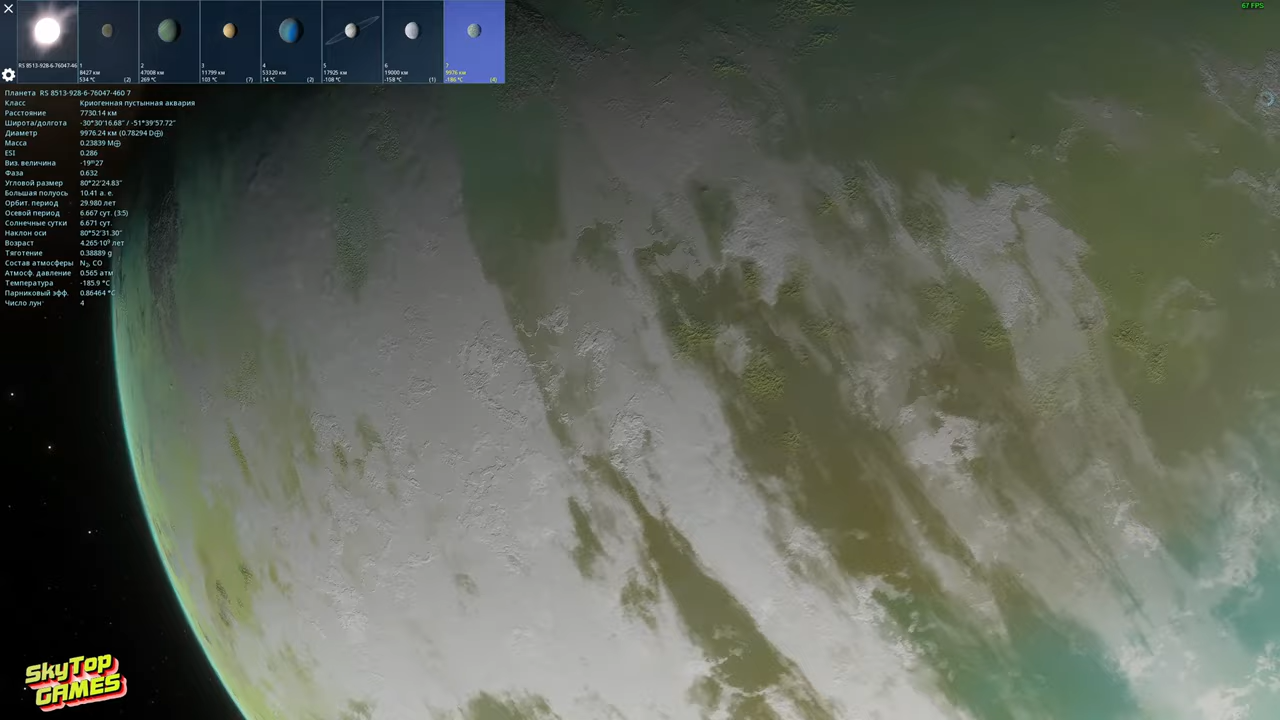 67 FPS
RS 8513-928-6-76047-46
1
8427 км
534 °C (2)
2
47008 км
269 °C
3
11799 км
103 °C (7)
4
53320 км
14 °C (2)
5
17925 км
-108 °C
6
19000 км
-158 °C (1)
7
9976 км
-186 °C (4)
Планета RS 8513-928-6-76047-460 7
Класс Криогенная пустынная аквария
Расстояние 7730.14 км
Широта/долгота -30°30'16.68" / -51°39'57.72"
Диаметр 9976.24 км (0.78294 D⊕)
Масса 0.23839 M⊕
ESI 0.286
Виз. величина -19ᵐ27
Фаза 0.632
Угловой размер 80°22'24.83"
Большая полуось 10.41 а. е.
Орбит. период 29.980 лет
Осевой период 6.667 сут. (3:5)
Солнечные сутки 6.671 сут.
Наклон оси 80°52'31.30"
Возраст 4.265·10⁹ лет
Тяготение 0.38889 g
Состав атмосферы N₂, CO
Атмосф. давление 0.565 атм
Температура -185.9 °C
Парниковый эфф. 0.86464 °C
Число лун 4
SKYTOP
GAMES